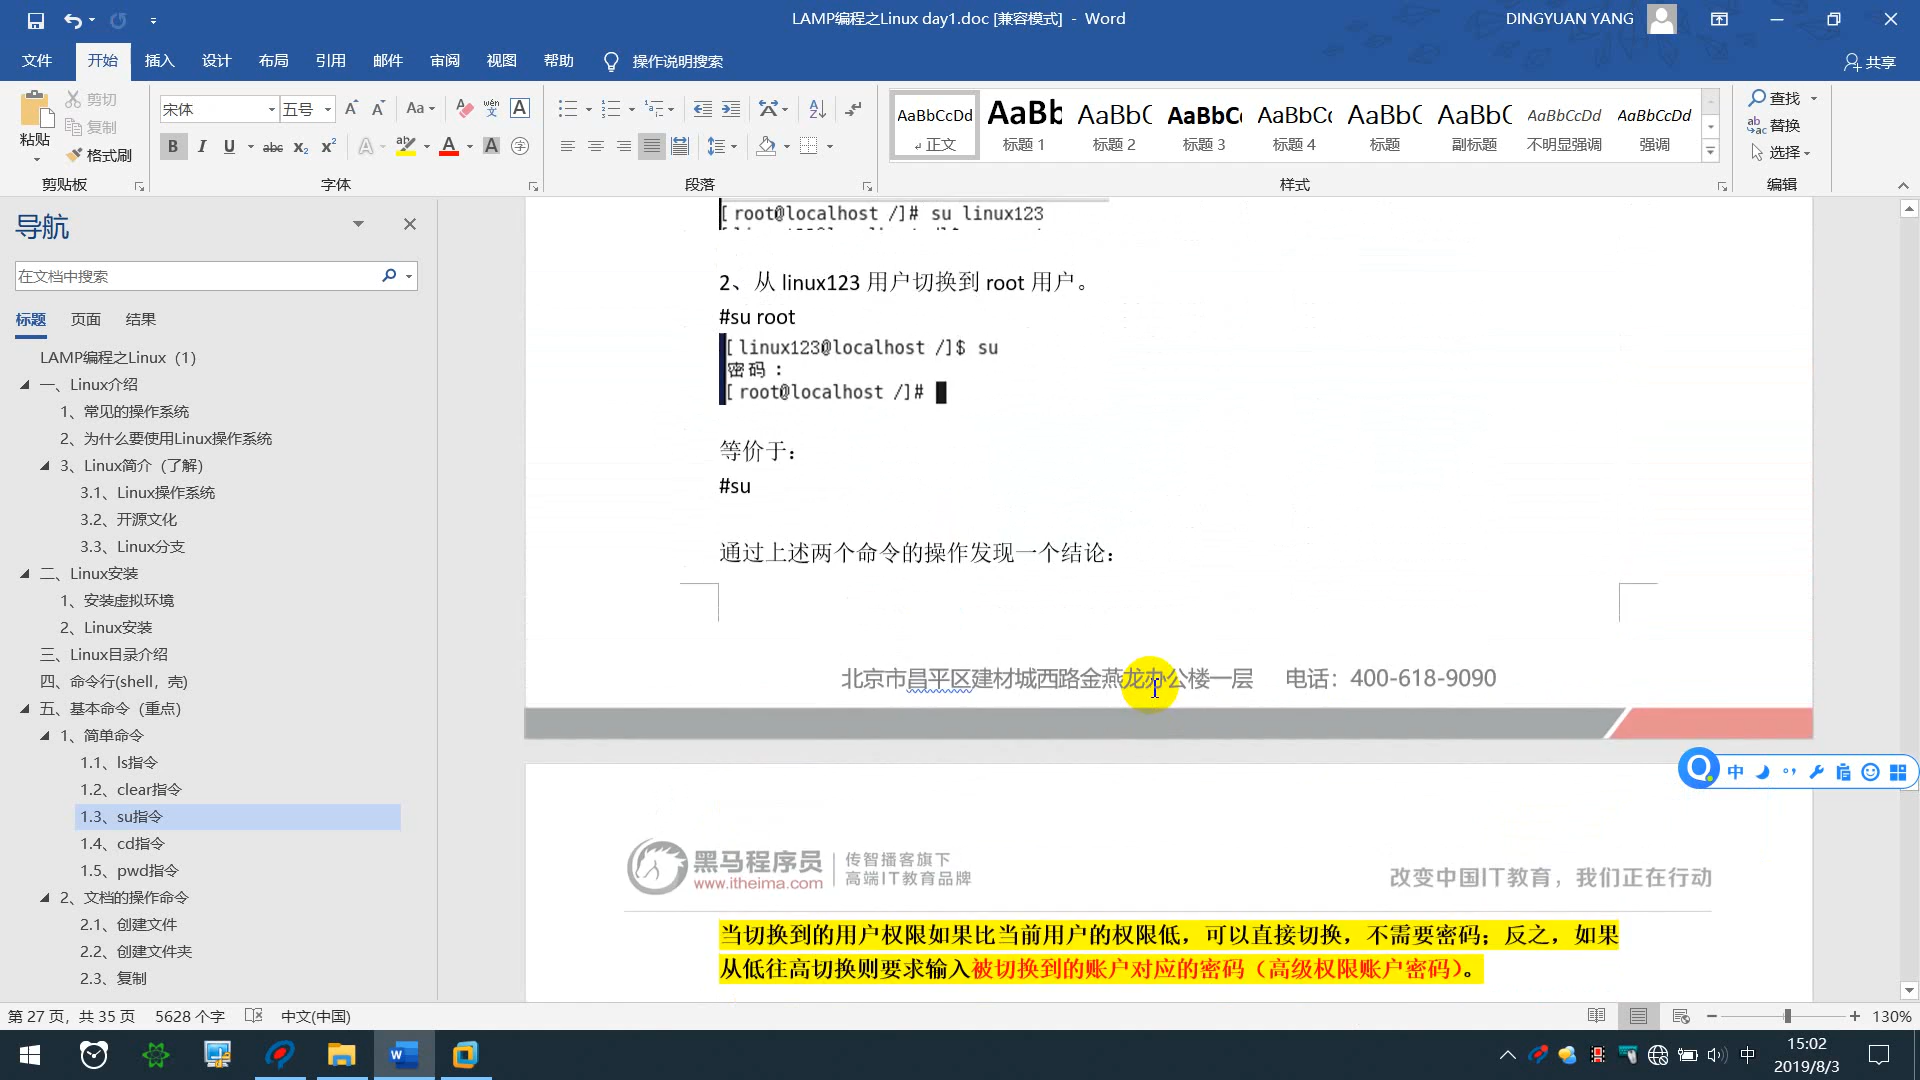 LAMP编程之Linux day1.doc [兼容模式] - Word
DINGYUAN YANG
文件 开始 插入 设计 布局 引用 邮件 审阅 视图 帮助 操作说明搜索 共享
粘贴 剪切
复制
格式刷
宋体 五号
AaBbCcDd AaBb AaBbC AaBbC AaBbCc AaBbC AaBbC AaBbCcDd AaBbCcDd
正文 标题 1 标题 2 标题 3 标题 4 标题 副标题 不明显强调 强调
查找
替换
选择
剪贴板 字体 段落 样式 编辑
导航
在文档中搜索
标题 页面 结果
LAMP编程之Linux（1）
一、Linux介绍
1、常见的操作系统
2、为什么要使用Linux操作系统
3、Linux简介（了解）
3.1、Linux操作系统
3.2、开源文化
3.3、Linux分支
二、Linux安装
1、安装虚拟环境
2、Linux安装
三、Linux目录介绍
四、命令行(shell，壳)
五、基本命令（重点）
1、简单命令
1.1、ls指令
1.2、clear指令
1.3、su指令
1.4、cd指令
1.5、pwd指令
2、文档的操作命令
2.1、创建文件
2.2、创建文件夹
2.3、复制
[root@localhost /]# su linux123
2、从 linux123 用户切换到 root 用户。
#su root
[linux123@localhost /]$ su
密码：
[root@localhost /]#
等价于：
#su
通过上述两个命令的操作发现一个结论：
北京市昌平区建材城西路金燕龙办公楼一层 电话：400-618-9090
黑马程序员 www.itheima.com 传智播客旗下 高端IT教育品牌
改变中国IT教育，我们正在行动
当切换到的用户权限如果比当前用户的权限低，可以直接切换，不需要密码；反之，如果
从低往高切换则要求输入被切换到的账户对应的密码（高级权限账户密码）。
中
第 27 页，共 35 页 5628 个字 中文(中国) 130%
中 15:02
2019/8/3